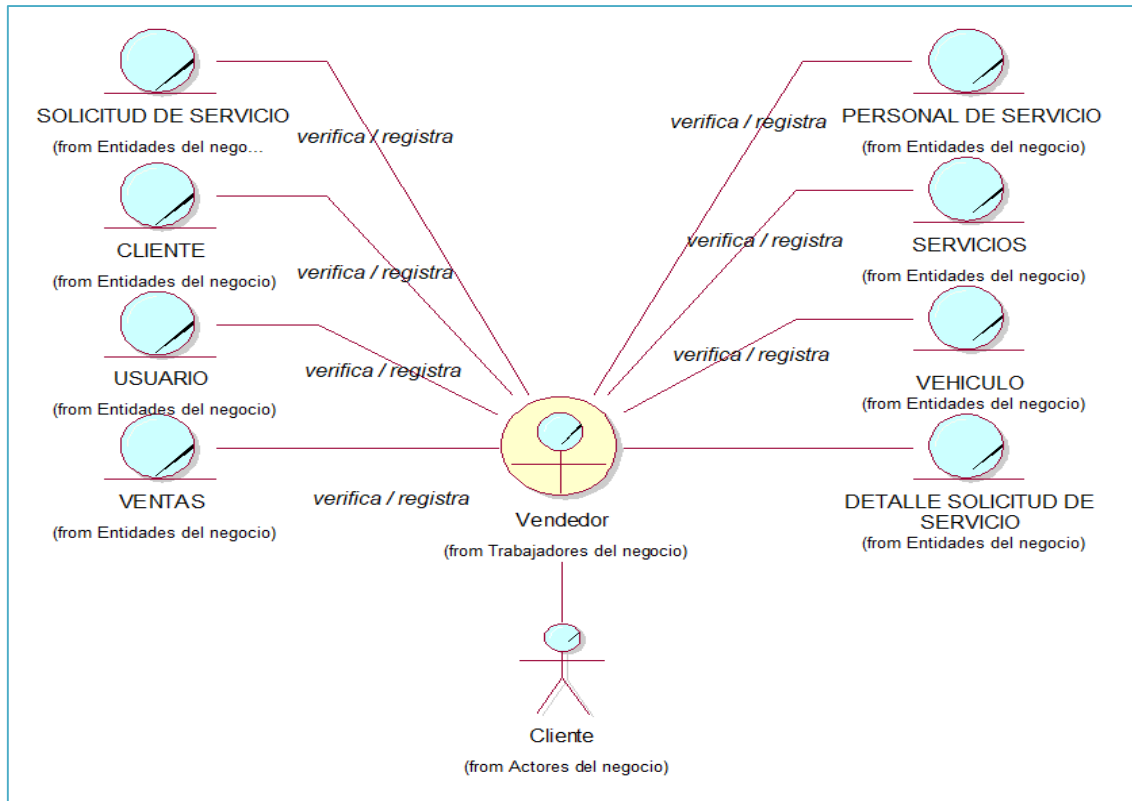 SOLICITUD DE SERVICIO
(from Entidades del nego...
verifica / registra
CLIENTE
(from Entidades del negocio)
verifica / registra
USUARIO
(from Entidades del negocio)
verifica / registra
VENTAS
(from Entidades del negocio)
verifica / registra
PERSONAL DE SERVICIO
(from Entidades del negocio)
verifica / registra
SERVICIOS
(from Entidades del negocio)
verifica / registra
VEHICULO
(from Entidades del negocio)
verifica / registra
DETALLE SOLICITUD DE
SERVICIO
(from Entidades del negocio)
Vendedor
(from Trabajadores del negocio)
Cliente
(from Actores del negocio)